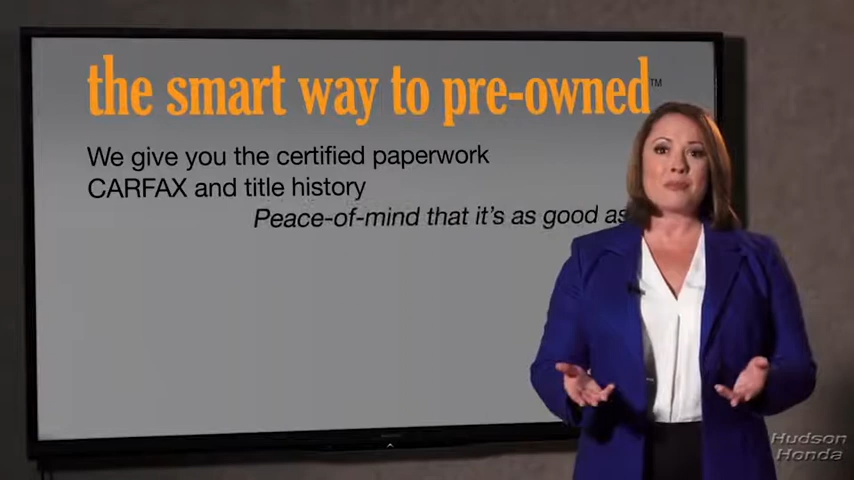 the smart way to pre-owned™
We give you the certified paperwork
CARFAX and title history
Peace-of-mind that it's as good as
Hudson
Honda